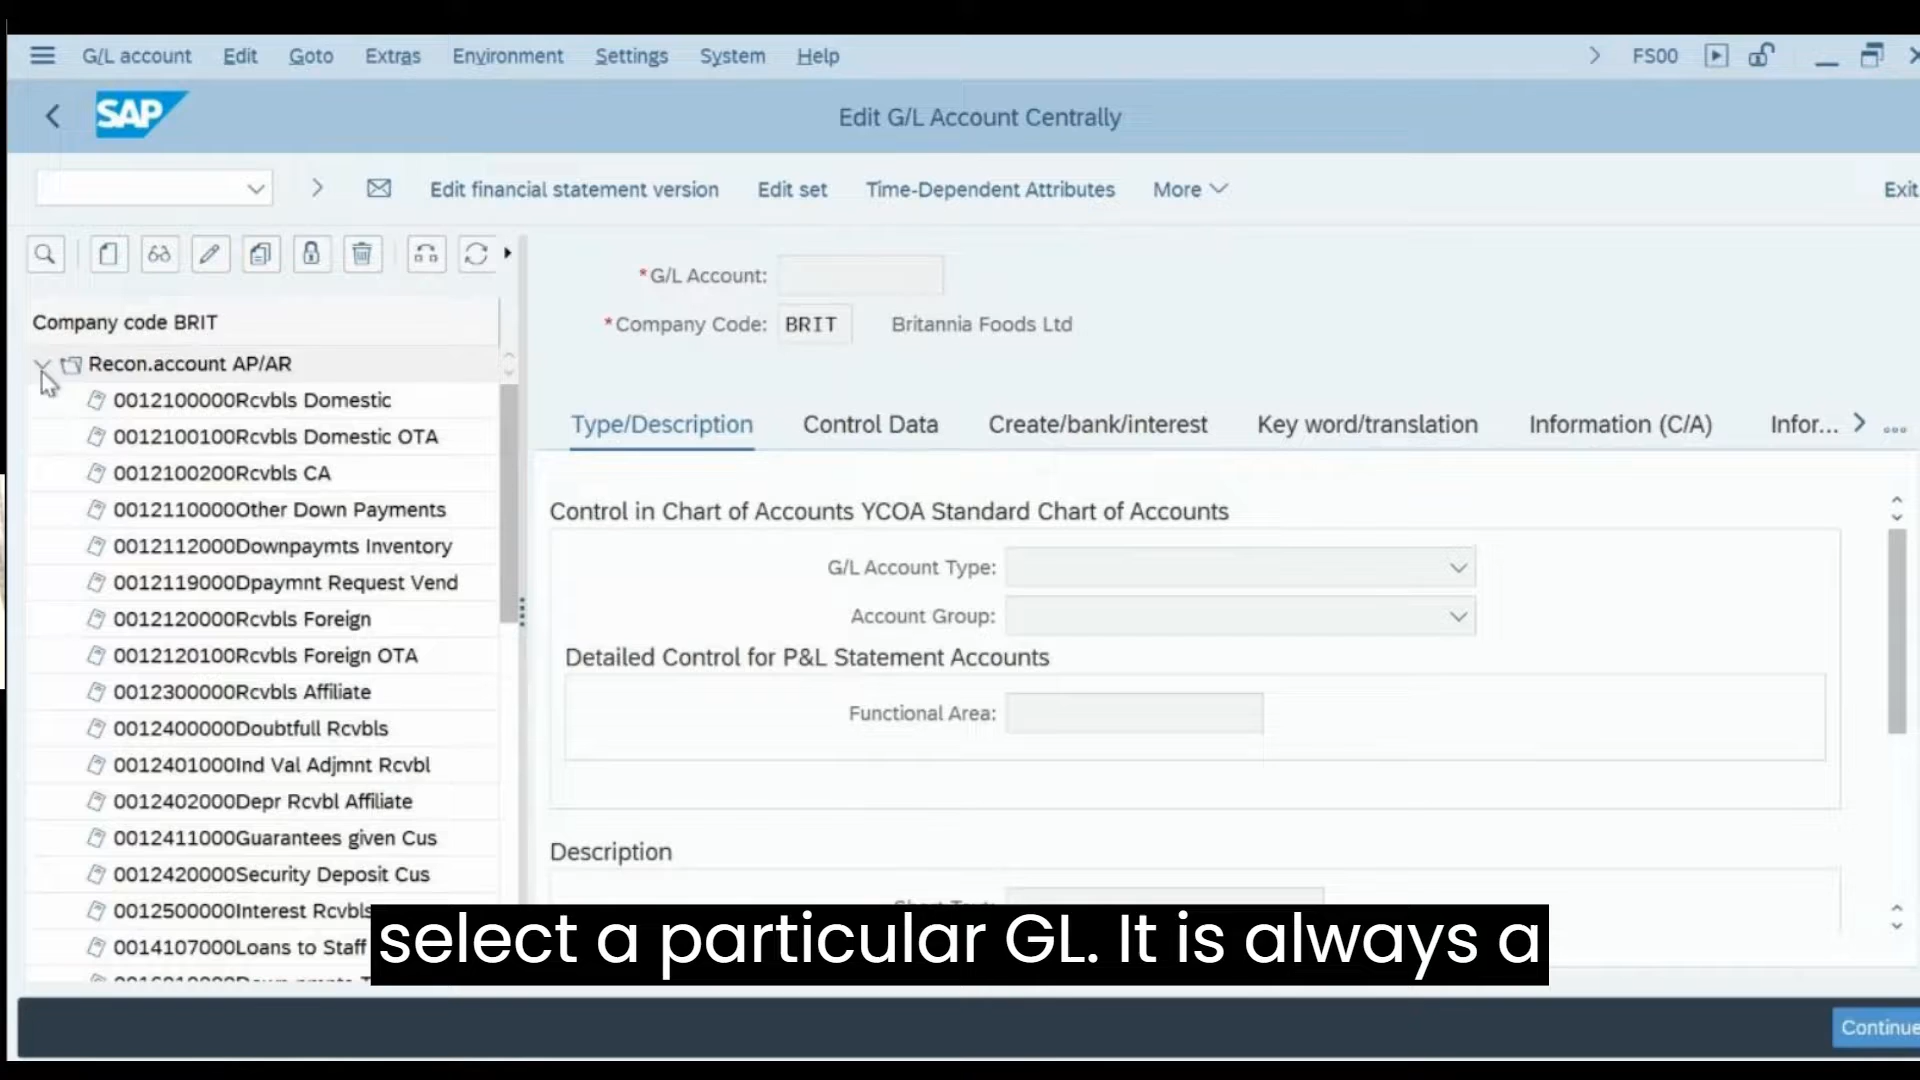 G/L account Edit Goto Extras Environment Settings System Help FS00
SAP Edit G/L Account Centrally
Edit financial statement version Edit set Time-Dependent Attributes More Exit
*G/L Account:
Company code BRIT
*Company Code: BRIT Britannia Foods Ltd
Recon.account AP/AR
0012100000Rcvbls Domestic
0012100100Rcvbls Domestic OTA
0012100200Rcvbls CA
0012110000Other Down Payments
0012112000Downpaymts Inventory
0012119000Dpaymnt Request Vend
0012120000Rcvbls Foreign
0012120100Rcvbls Foreign OTA
0012300000Rcvbls Affiliate
0012400000Doubtfull Rcvbls
0012401000Ind Val Adjmnt Rcvbl
0012402000Depr Rcvbl Affiliate
0012411000Guarantees given Cus
0012420000Security Deposit Cus
0012500000Interest Rcvbls
0014107000Loans to Staff
Type/Description Control Data Create/bank/interest Key word/translation Information (C/A) Infor...
Control in Chart of Accounts YCOA Standard Chart of Accounts
G/L Account Type:
Account Group:
Detailed Control for P&L Statement Accounts
Functional Area:
Description
select a particular GL. It is always a
Continue